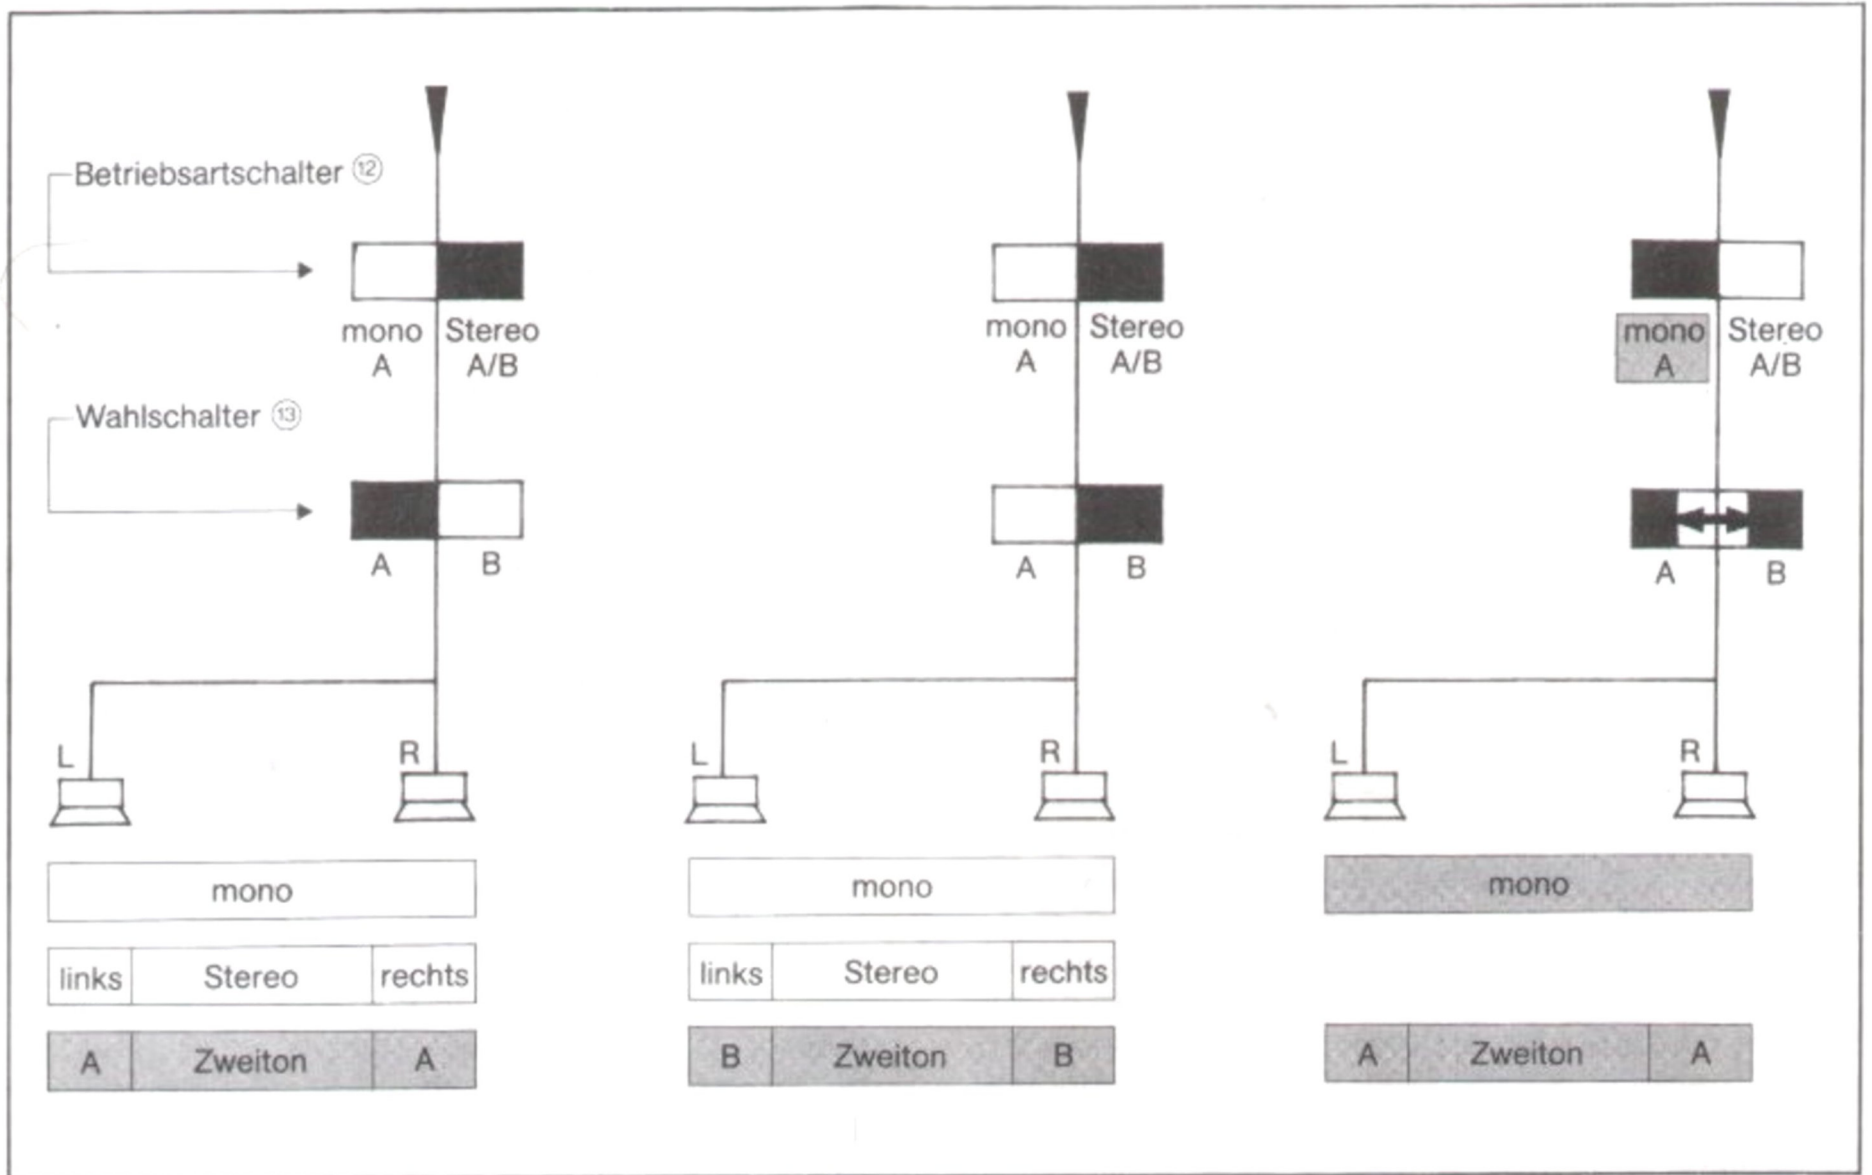 Betriebsartschalter ⑫
mono Stereo
A A/B
mono Stereo
A A/B
mono Stereo
A A/B
Wahlschalter ⑬
A B
A B
A B
L R
L R
L R
mono
links Stereo rechts
A Zweiton A
mono
links Stereo rechts
B Zweiton B
mono
A Zweiton A